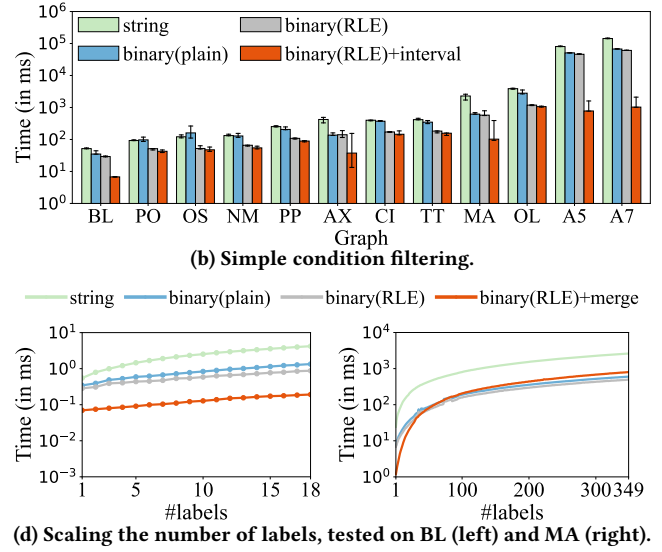 string
binary(RLE)
binary(plain)
binary(RLE)+interval
Time (in ms)
10^6
10^5
10^4
10^3
10^2
10^1
10^0
BL PO OS NM PP AX CI TT MA OL A5 A7
Graph
(b) Simple condition filtering.
string binary(plain) binary(RLE) binary(RLE)+merge
Time (in ms)
10^1
10^0
10^-1
10^-2
10^-3
1 5 10 15 18
#labels
Time (in ms)
10^4
10^3
10^2
10^1
10^0
1 100 200 300 349
#labels
(d) Scaling the number of labels, tested on BL (left) and MA (right).